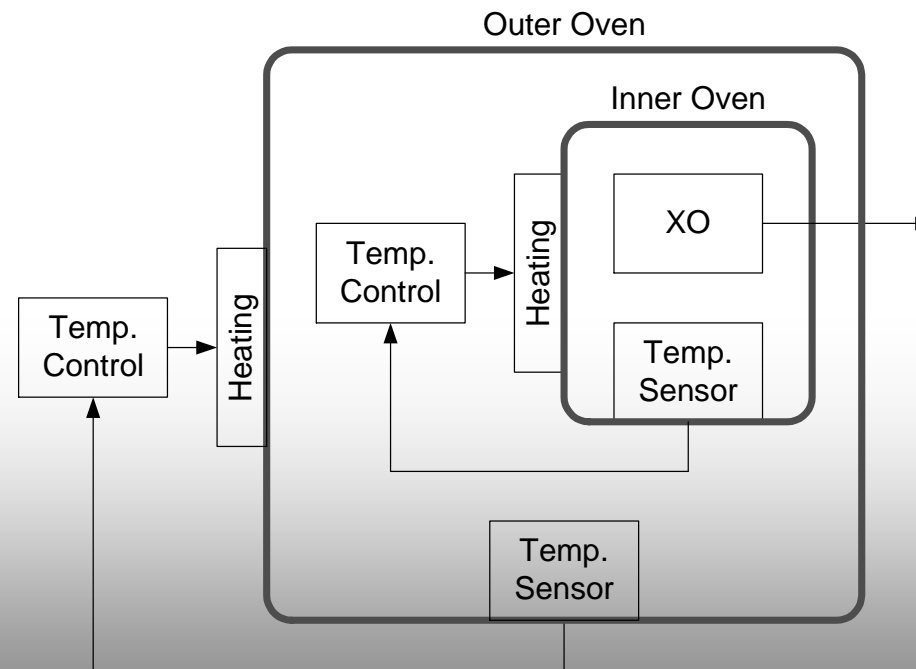 Outer Oven
Inner Oven
XO
Temp.
Control
Heating
Temp.
Control
Heating
Temp.
Sensor
Temp.
Sensor